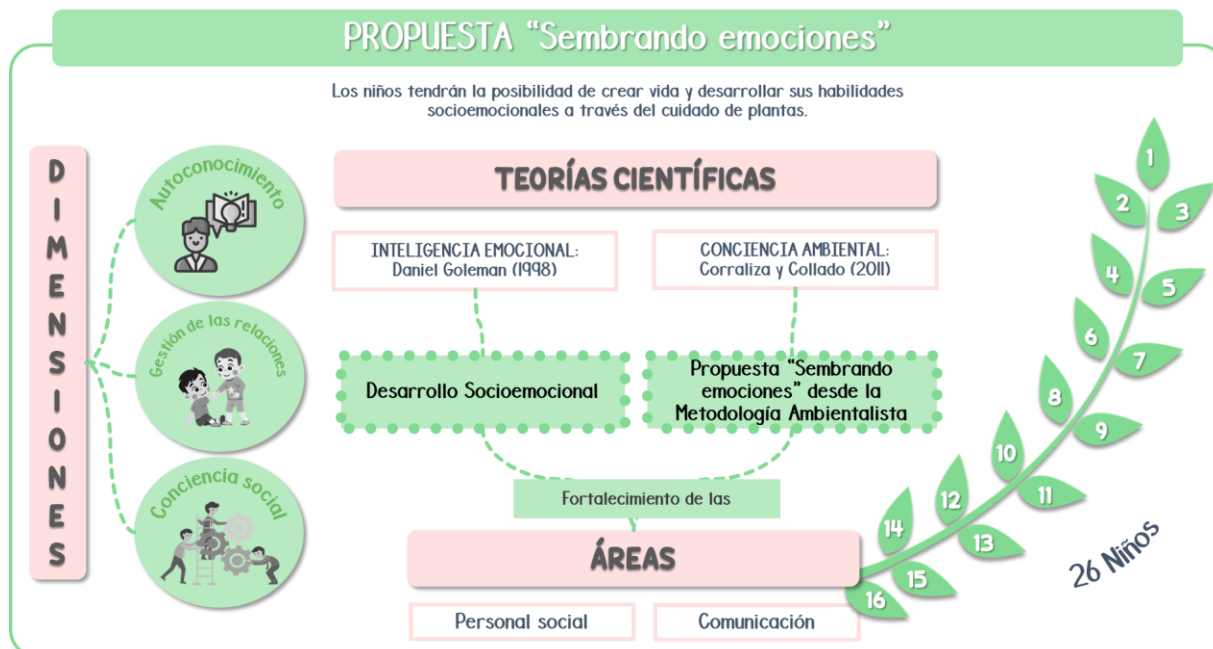 PROPUESTA “Sembrando emociones”
Los niños tendrán la posibilidad de crear vida y desarrollar sus habilidades
socioemocionales a través del cuidado de plantas.
DIMENSIONES
Autoconocimiento
Gestión de las relaciones
Conciencia social
TEORÍAS CIENTÍFICAS
INTELIGENCIA EMOCIONAL:
Daniel Goleman (1998)
CONCIENCIA AMBIENTAL:
Corraliza y Collado (2011)
Desarrollo Socioemocional
Propuesta “Sembrando
emociones” desde la
Metodología Ambientalista
Fortalecimiento de las
ÁREAS
Personal social
Comunicación
1
2
3
4
5
6
7
8
9
10
11
12
13
14
15
16
26 Niños